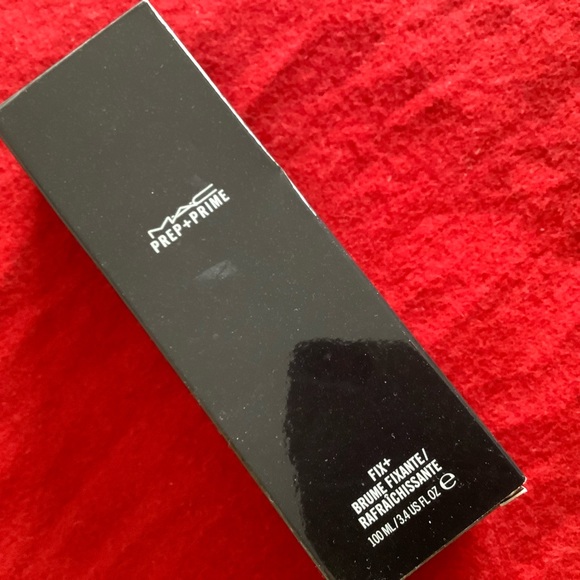 MAC
PREP+PRIME
FIX+
BRUME FIXANTE/
RAFRAÎCHISSANTE
100 ML/3.4 US FL OZ ℮